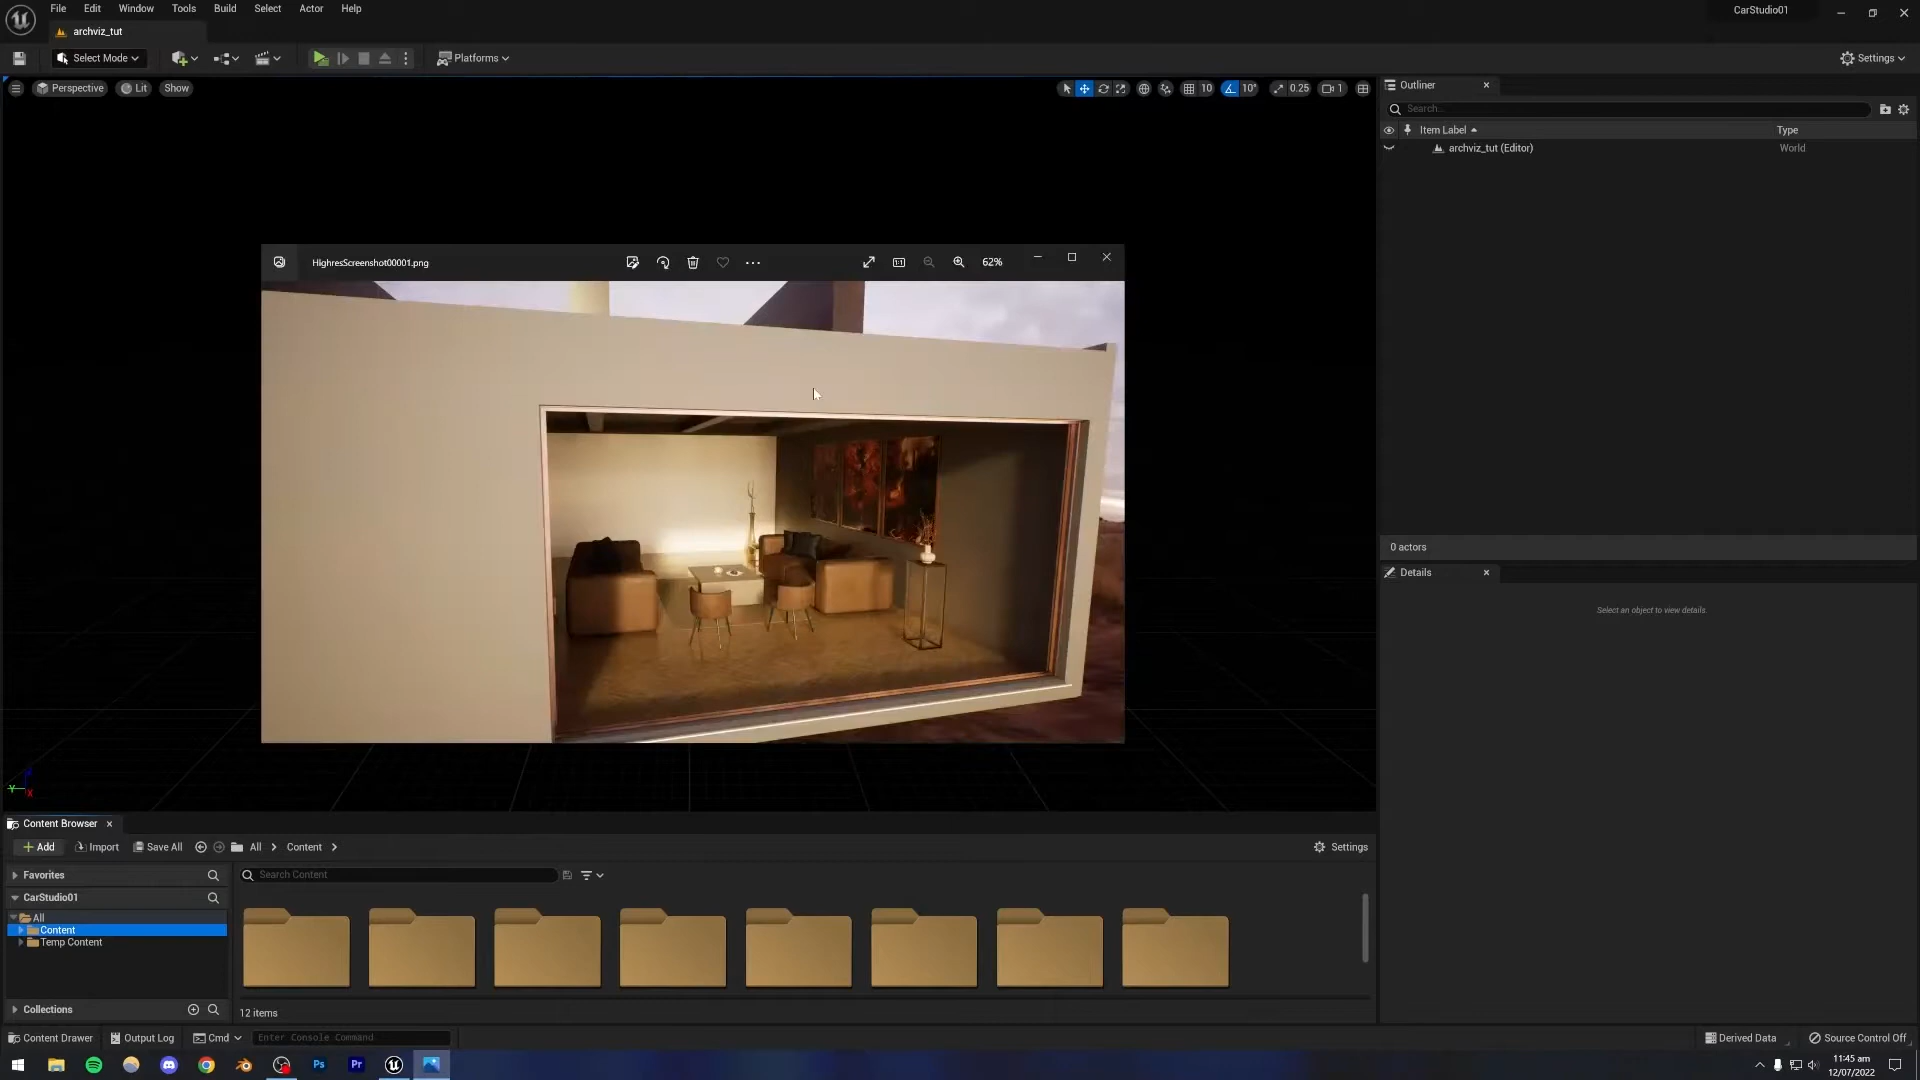 File Edit Window Tools Build Select Actor Help
CarStudio01
archviz_tut
Select Mode
Platforms
Settings
Perspective Lit Show
10 10° 0.25 1
Outliner
Search...
Item Label Type
archviz_tut (Editor) World
HighresScreenshot00001.png
62%
0 actors
Details
Select an object to view details.
Y X
Content Browser
Add Import Save All All Content
Settings
Favorites
Search Content
CarStudio01
All
Content
Temp Content
Collections
12 items
Content Drawer Output Log Cmd Enter Console Command
Derived Data Source Control Off
Ps Pr
11:45 am
12/07/2022